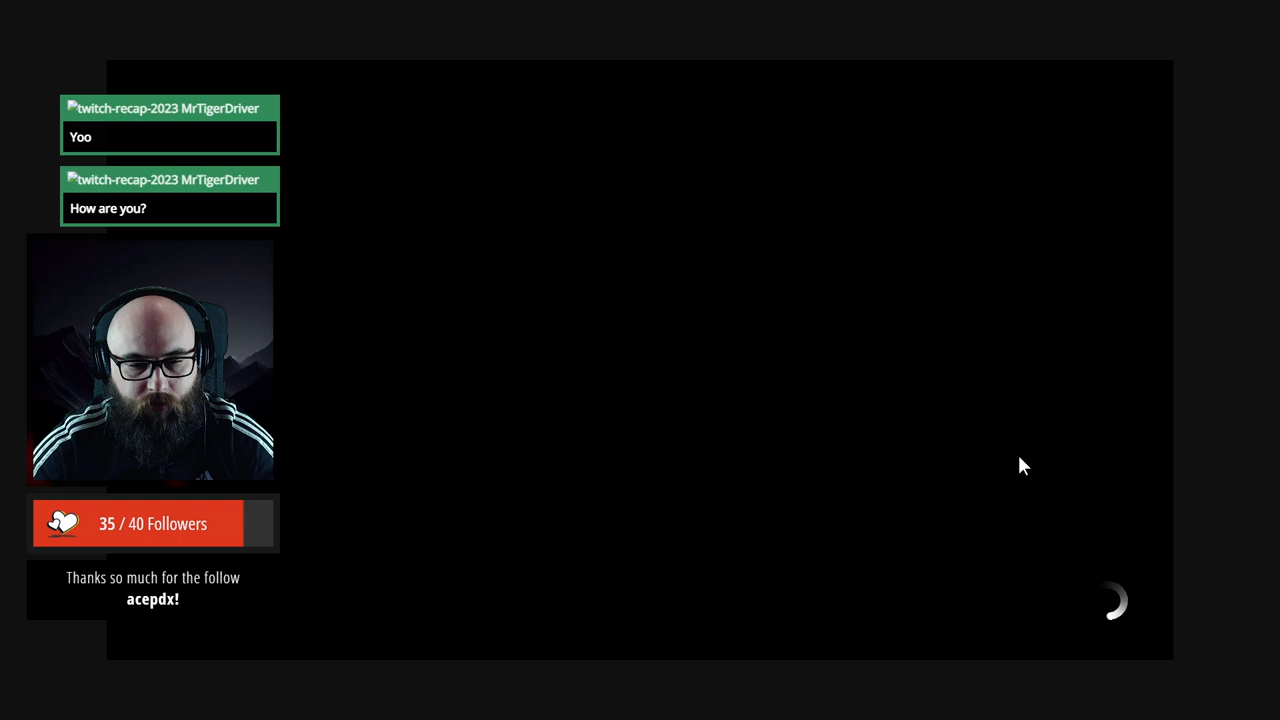 twitch-recap-2023 MrTigerDriver
Yoo
twitch-recap-2023 MrTigerDriver
How are you?
35 / 40 Followers
Thanks so much for the follow
acepdx!